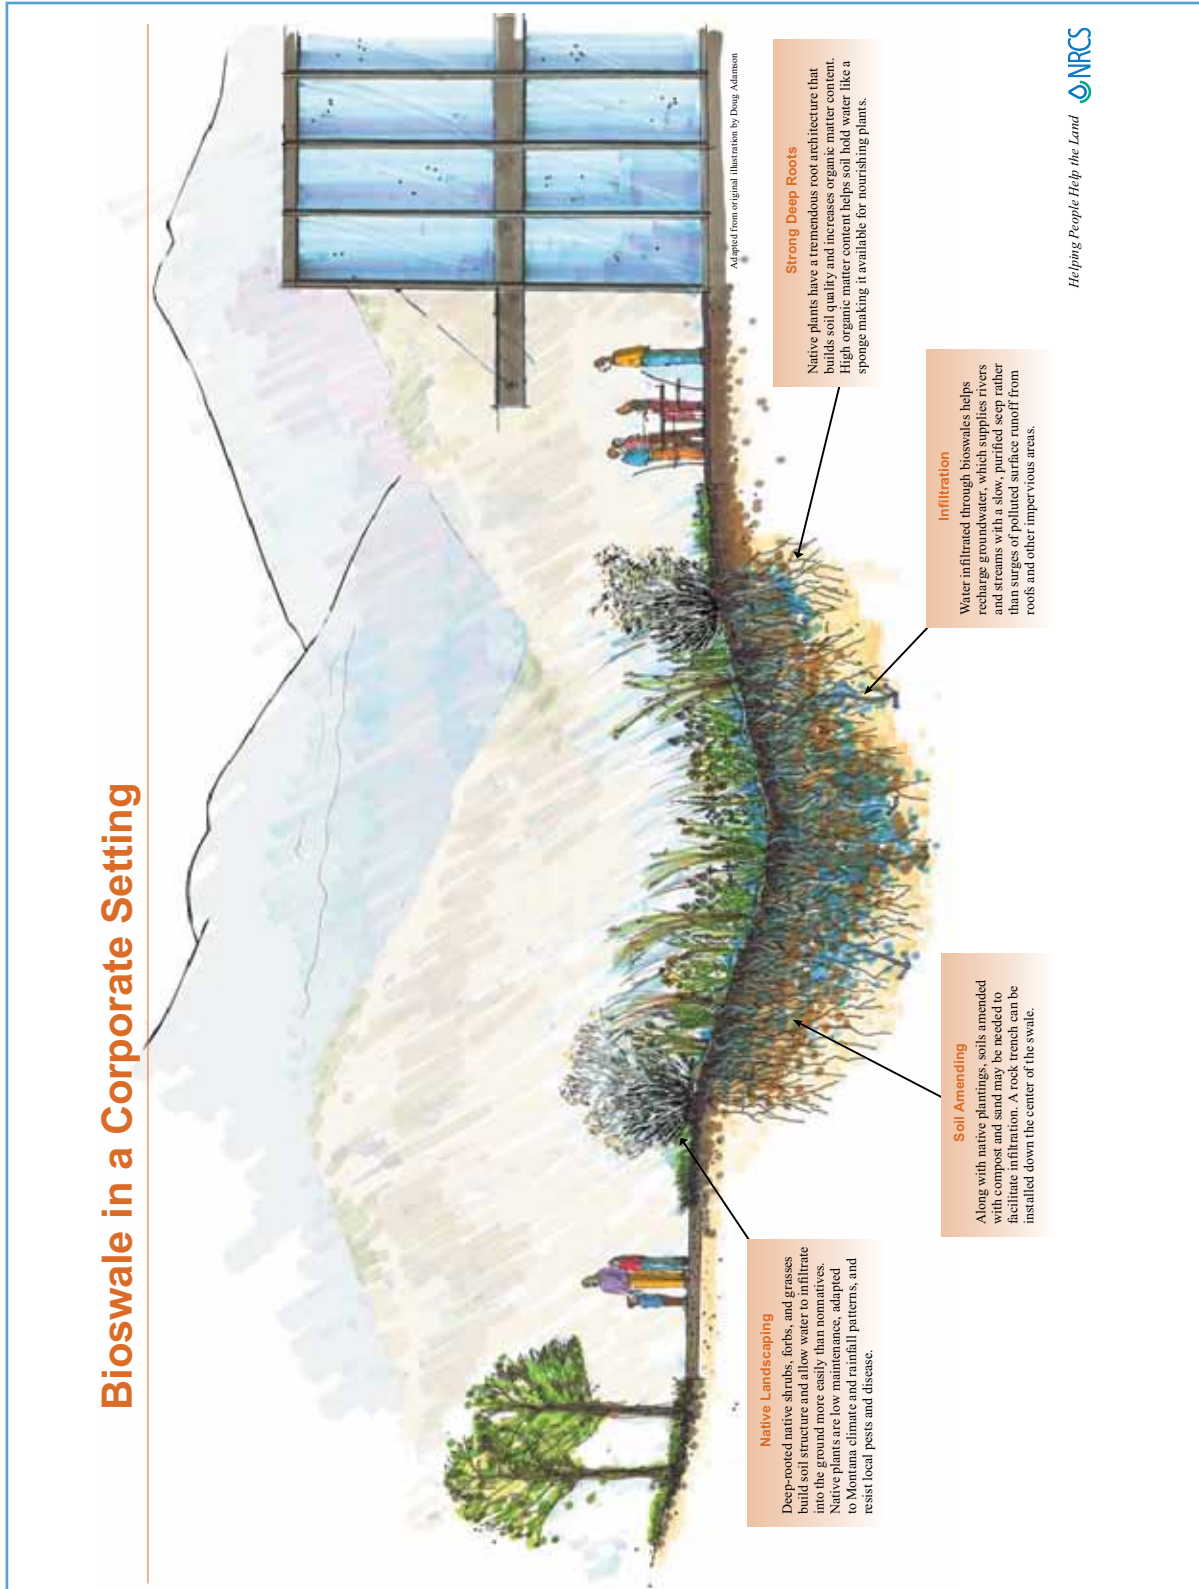 Bioswale in a Corporate Setting
Adapted from original illustration by Doug Adamson
Native Landscaping
Deep-rooted native shrubs, forbs, and grasses
build soil structure and allow water to infiltrate
into the ground more easily than nonnatives.
Native plants are low maintenance, adapted
to Montana climate and rainfall patterns, and
resist local pests and disease.
Soil Amending
Along with native plantings, soils amended
with compost and sand may be needed to
facilitate infiltration. A rock trench can be
installed down the center of the swale.
Infiltration
Water infiltrated through bioswales helps
recharge groundwater, which supplies rivers
and streams with a slow, purified seep rather
than surges of polluted surface runoff from
roofs and other impervious areas.
Strong Deep Roots
Native plants have a tremendous root architecture that
builds soil quality and increases organic matter content.
High organic matter content helps soil hold water like a
sponge making it available for nourishing plants.
Helping People Help the Land NRCS